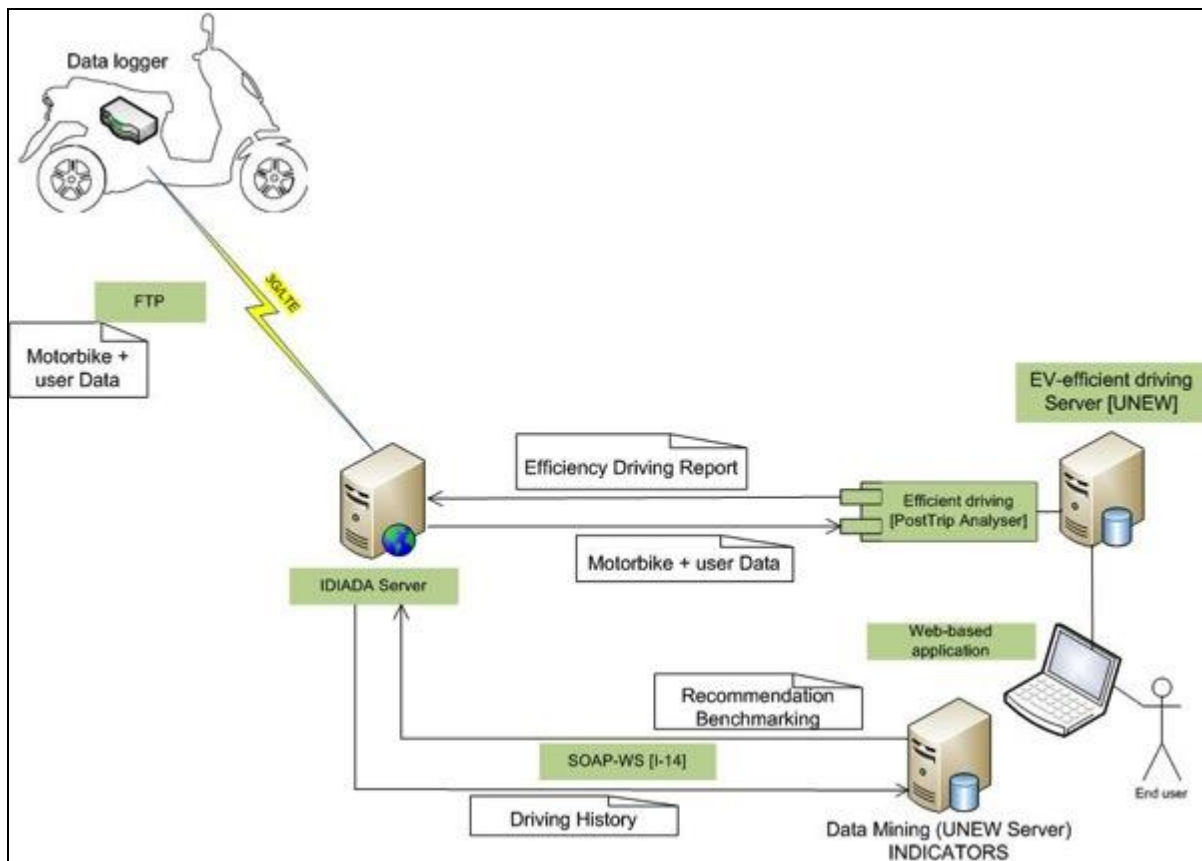 Data logger
3G/LTE
FTP
Motorbike +
user Data
EV-efficient driving
Server [UNEW]
Efficiency Driving Report
Efficient driving
[PostTrip Analyser]
Motorbike + user Data
IDIADA Server
Web-based
application
Recommendation
Benchmarking
SOAP-WS [I-14]
Driving History
End user
Data Mining (UNEW Server)
INDICATORS